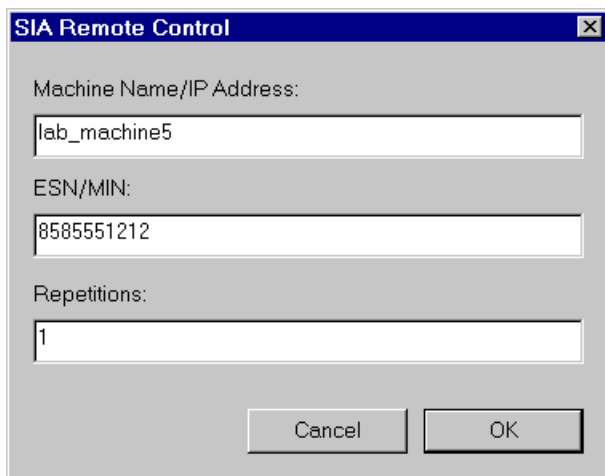 SIA Remote Control
Machine Name/IP Address:
lab_machine5
ESN/MIN:
8585551212
Repetitions:
1
Cancel OK